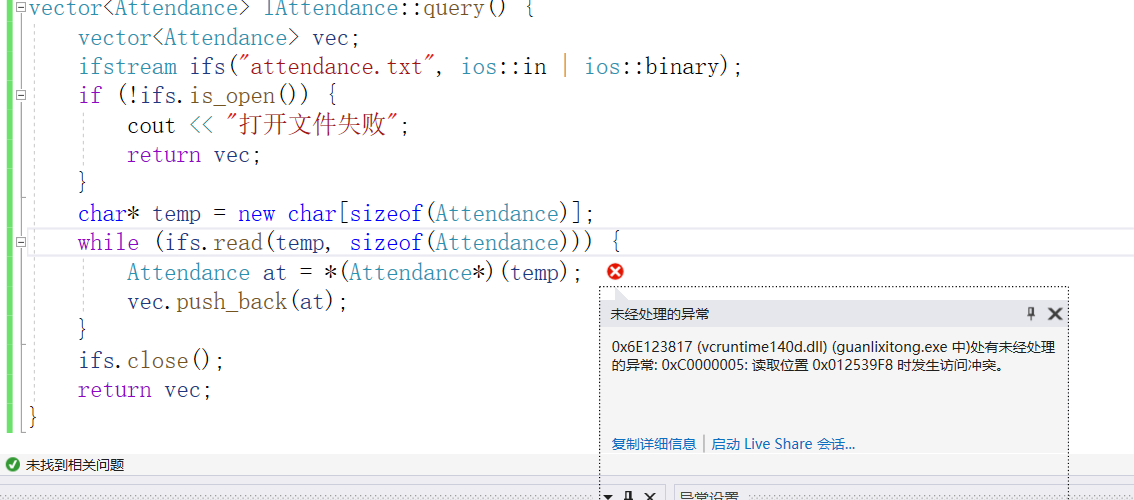 vector<Attendance> IAttendance::query() {
vector<Attendance> vec;
ifstream ifs("attendance.txt", ios::in | ios::binary);
if (!ifs.is_open()) {
cout << "打开文件失败";
return vec;
}
char* temp = new char[sizeof(Attendance)];
while (ifs.read(temp, sizeof(Attendance))) {
Attendance at = *(Attendance*)(temp);
vec.push_back(at);
}
ifs.close();
return vec;
}
未经处理的异常
0x6E123817 (vcruntime140d.dll) (guanlixitong.exe 中)处有未经处理
的异常: 0xC0000005: 读取位置 0x012539F8 时发生访问冲突。
复制详细信息 | 启动 Live Share 会话...
未找到相关问题
异常设置